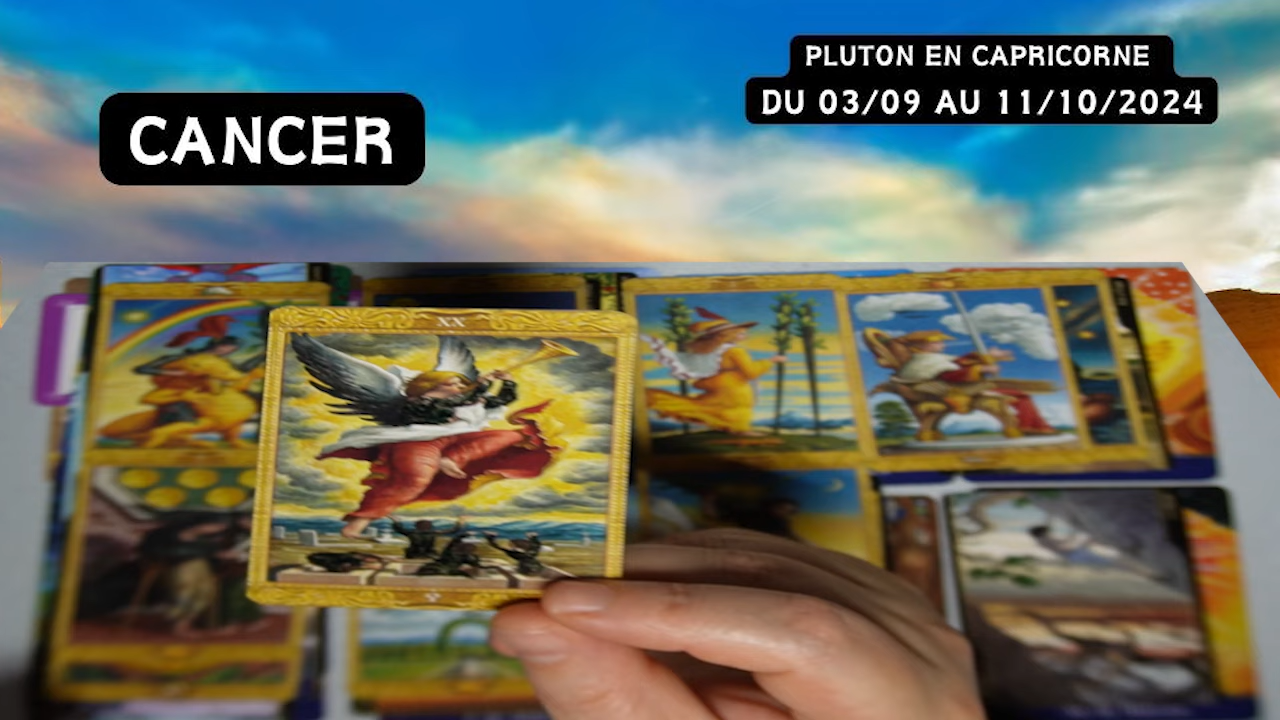 PLUTON EN CAPRICORNE
DU 03/09 AU 11/10/2024
CANCER
XX